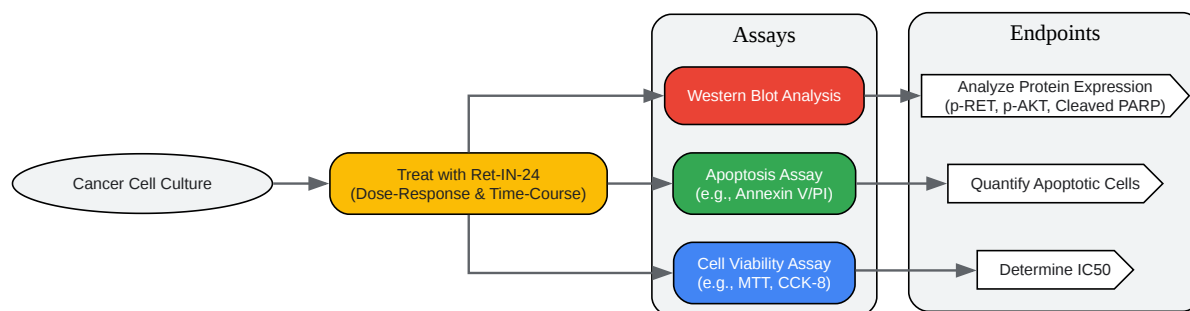 Assays
Endpoints
Western Blot Analysis
Analyze Protein Expression
(p-RET, p-AKT, Cleaved PARP)
Cancer Cell Culture
Treat with Ret-IN-24
(Dose-Response & Time-Course)
Apoptosis Assay
(e.g., Annexin V/PI)
Quantify Apoptotic Cells
Cell Viability Assay
(e.g., MTT, CCK-8)
Determine IC50